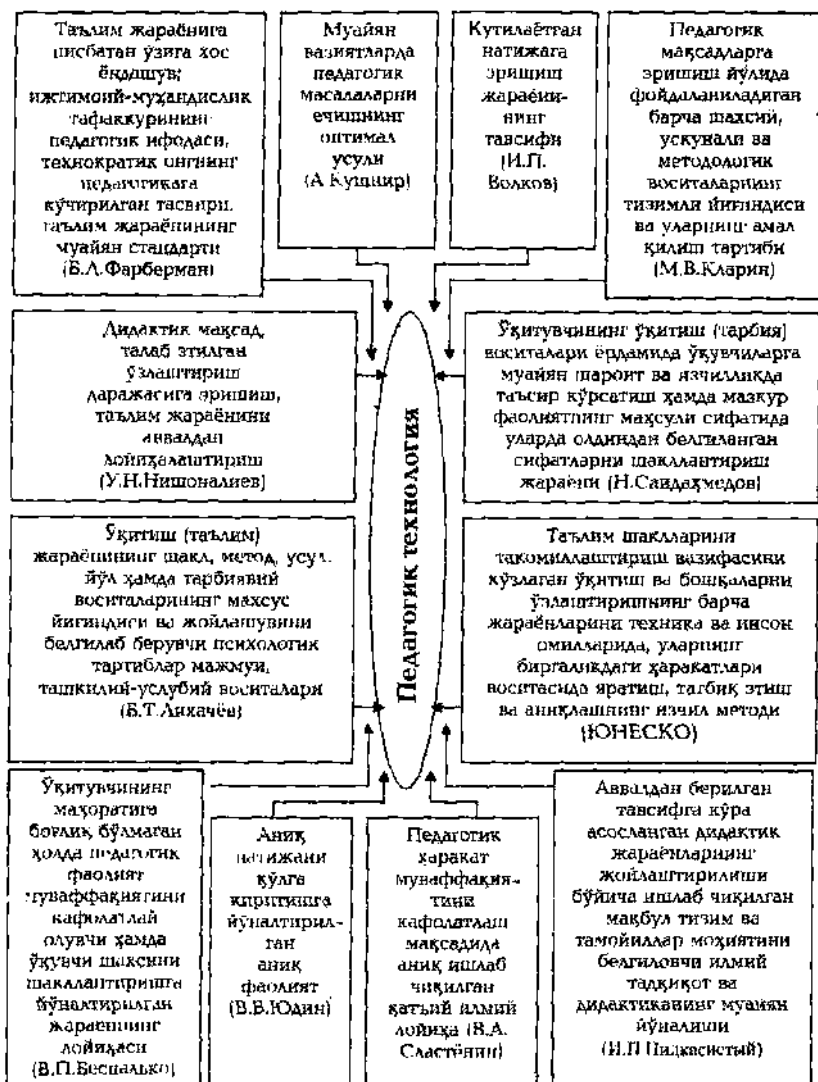 Таълим жараёнига
нисбатан ўзига хос
ёндашув;
ижтимоий-муҳандислик
тафаккурининг
педагогик ифодаси,
технократик онгнинг
педагогикага
кўчирилган тасвири,
таълим жараёнининг
муайян стандарти
(Б.Л.Фарберман)
Муайян
вазиятларда
педагогик
масалаларни
ечишнинг
оптимал
усули
(А.Кушнир)
Кутилаётган
натижага
эришиш
жараёни-
нинг
тавсифи
(И.П.
Волков)
Педагогик
мақсадларга
эришиш йўлида
фойдаланиладиган
барча шахсий,
ускунали ва
методологик
воситаларнинг
тизимли йиғиндиси
ва уларнинг амал
қилиш тартиби
(М.В.Кларин)
Дидактик мақсад,
талаб этилган
ўзлаштириш
даражасига эришиш,
таълим жараёнини
аввалдан
лойиҳалаштириш
(У.Н.Нишоналиев)
Ўқитувчининг ўқитиш (тарбия)
воситалари ёрдамида ўқувчиларга
муайян шароит ва изчилликда
таъсир кўрсатиш ҳамда мазкур
фаолиятнинг маҳсули сифатида
уларда олдиндан белгиланган
сифатларни шакллантириш
жараёни (Н.Саидаҳмедов)
Педагогик технология
Ўқитиш (таълим)
жараёнининг шакл, метод, усул,
йўл ҳамда тарбиявий
воситаларининг махсус
йиғиндиси ва жойлашувини
белгилаб берувчи психологик
тартиблар мажмуи,
ташкилий-услубий воситалари
(Б.Т.Лихачёв)
Таълим шаклларини
такомиллаштириш вазифасини
кўзлаган ўқитиш ва бошқаларни
ўзлаштиришнинг барча
жараёнларини техника ва инсон
омилларида, уларнинг
биргаликдаги ҳаракатлари
воситасида яратиш, татбиқ этиш
ва аниқлашнинг изчил методи
(ЮНЕСКО)
Ўқитувчининг
маҳоратига
боғлиқ бўлмаган
ҳолда педагогик
фаолият
муваффақиятини
кафолатлай
олувчи ҳамда
ўқувчи шахсини
шакллантиришга
йўналтирилган
жараённинг
лойиҳаси
(В.П.Беспалько)
Аниқ
натижани
қўлга
киритишга
йўналтирил-
ган
аниқ
фаолият
(В.В.Юдин)
Педагогик
ҳаракат
муваффақия-
тини
кафолатлаш
мақсадида
аниқ ишлаб
чиқилган
қатъий илмий
лойиҳа (В.А.
Сластёнин)
Аввалдан берилган
тавсифга кўра
асосланган дидактик
жараёнларнинг
жойлаштирилиши
бўйича ишлаб чиқилган
мақбул тизим ва
тамойиллар моҳиятини
белгиловчи илмий
тадқиқот ва
дидактиканинг муайян
йўналиши
(И.П Пидкасистый)